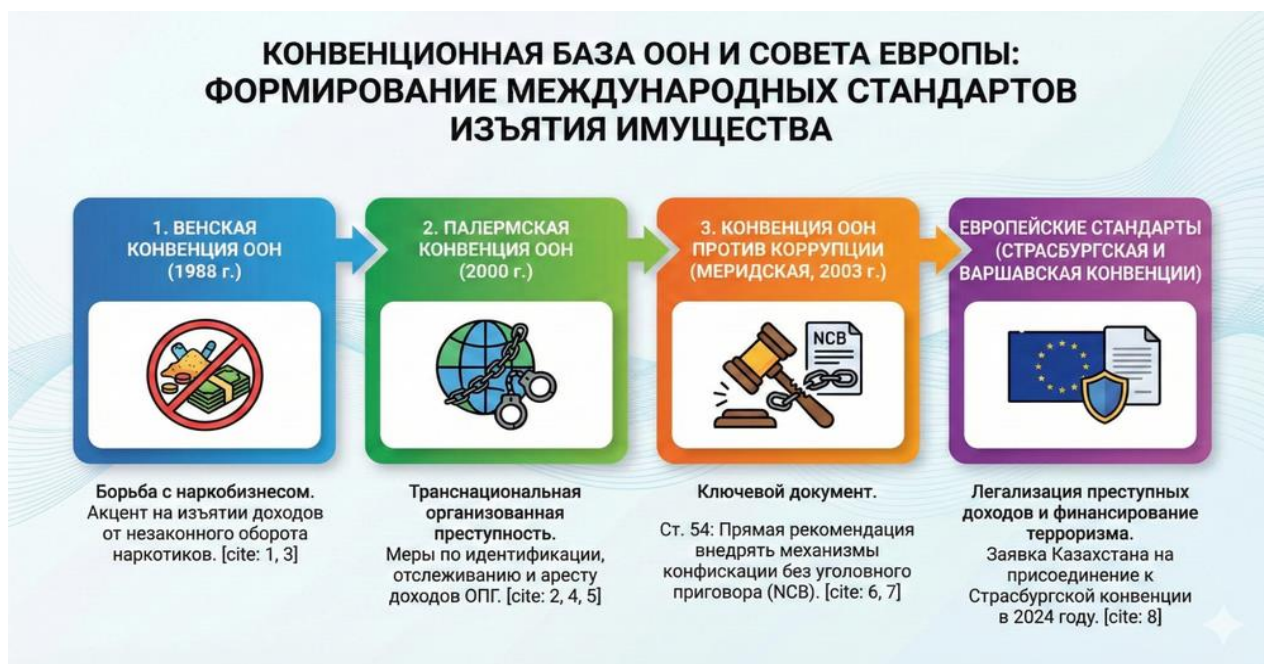 КОНВЕНЦИОННАЯ БАЗА ООН И СОВЕТА ЕВРОПЫ:
ФОРМИРОВАНИЕ МЕЖДУНАРОДНЫХ СТАНДАРТОВ
ИЗЪЯТИЯ ИМУЩЕСТВА
1. ВЕНСКАЯ
КОНВЕНЦИЯ ООН
(1988 г.)
Борьба с наркобизнесом.
Акцент на изъятии доходов
от незаконного оборота
наркотиков. [cite: 1, 3]
2. ПАЛЕРМСКАЯ
КОНВЕНЦИЯ ООН
(2000 г.)
Транснациональная
организованная
преступность.
Меры по идентификации,
отслеживанию и аресту
доходов ОПГ. [cite: 2, 4, 5]
3. КОНВЕНЦИЯ ООН
ПРОТИВ КОРРУПЦИИ
(МЕРИДСКАЯ, 2003 г.)
NCB
Ключевой документ.
Ст. 54: Прямая рекомендация
внедрять механизмы
конфискации без уголовного
приговора (NCB). [cite: 6, 7]
ЕВРОПЕЙСКИЕ СТАНДАРТЫ
(СТРАСБУРГСКАЯ И
ВАРШАВСКАЯ КОНВЕНЦИИ)
Легализация преступных
доходов и финансирование
терроризма.
Заявка Казахстана на
присоединение к
Страсбургской конвенции
в 2024 году. [cite: 8]